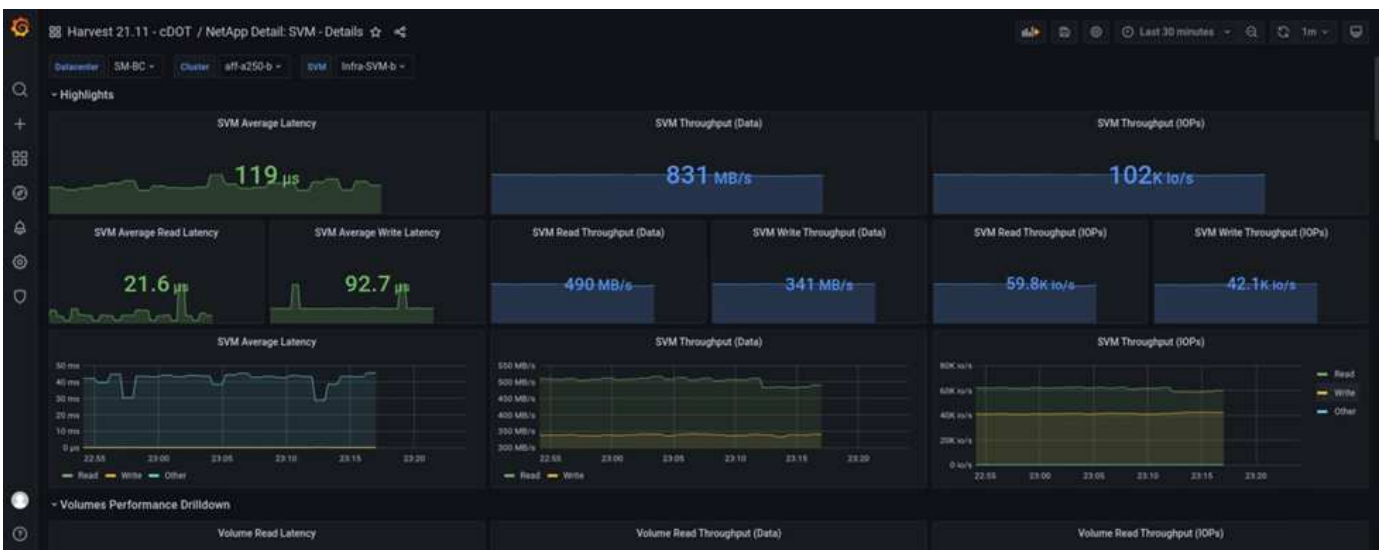 Harvest 21.11 - cDOT / NetApp Detail: SVM - Details
Last 30 minutes
1m
Datacenter SM-BC Cluster aff-a250-b SVM Infra-SVM-b
Highlights
SVM Average Latency
119 µs
SVM Throughput (Data)
831 MB/s
SVM Throughput (IOPs)
102K Io/s
SVM Average Read Latency
21.6 µs
SVM Average Write Latency
92.7 µs
SVM Read Throughput (Data)
490 MB/s
SVM Write Throughput (Data)
341 MB/s
SVM Read Throughput (IOPs)
59.8K Io/s
SVM Write Throughput (IOPs)
42.1K Io/s
SVM Average Latency
50 ms
40 ms
30 ms
20 ms
10 ms
0 µs
22:55 23:00 23:05 23:10 23:15 23:20
Read Write Other
SVM Throughput (Data)
550 MB/s
500 MB/s
450 MB/s
400 MB/s
350 MB/s
300 MB/s
22:55 23:00 23:05 23:10 23:15 23:20
Read Write
SVM Throughput (IOPs)
80K Io/s
60K Io/s
40K Io/s
20K Io/s
0 Io/s
22:55 23:00 23:05 23:10 23:15 23:20
Read
Write
Other
Volumes Performance Drilldown
Volume Read Latency
Volume Read Throughput (Data)
Volume Read Throughput (IOPs)